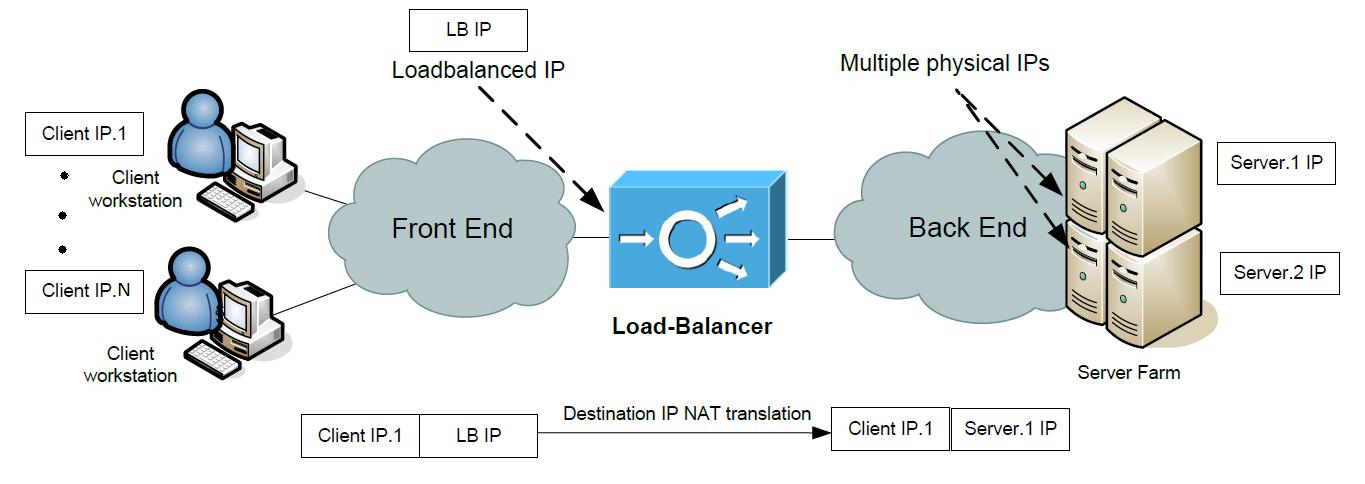 LB IP
Loadbalanced IP
Multiple physical IPs
Client IP.1
Client
workstation
Server.1 IP
Front End
Back End
Client IP.N
Server.2 IP
Load-Balancer
Client
workstation
Server Farm
Client IP.1
LB IP
Destination IP NAT translation
Client IP.1
Server.1 IP